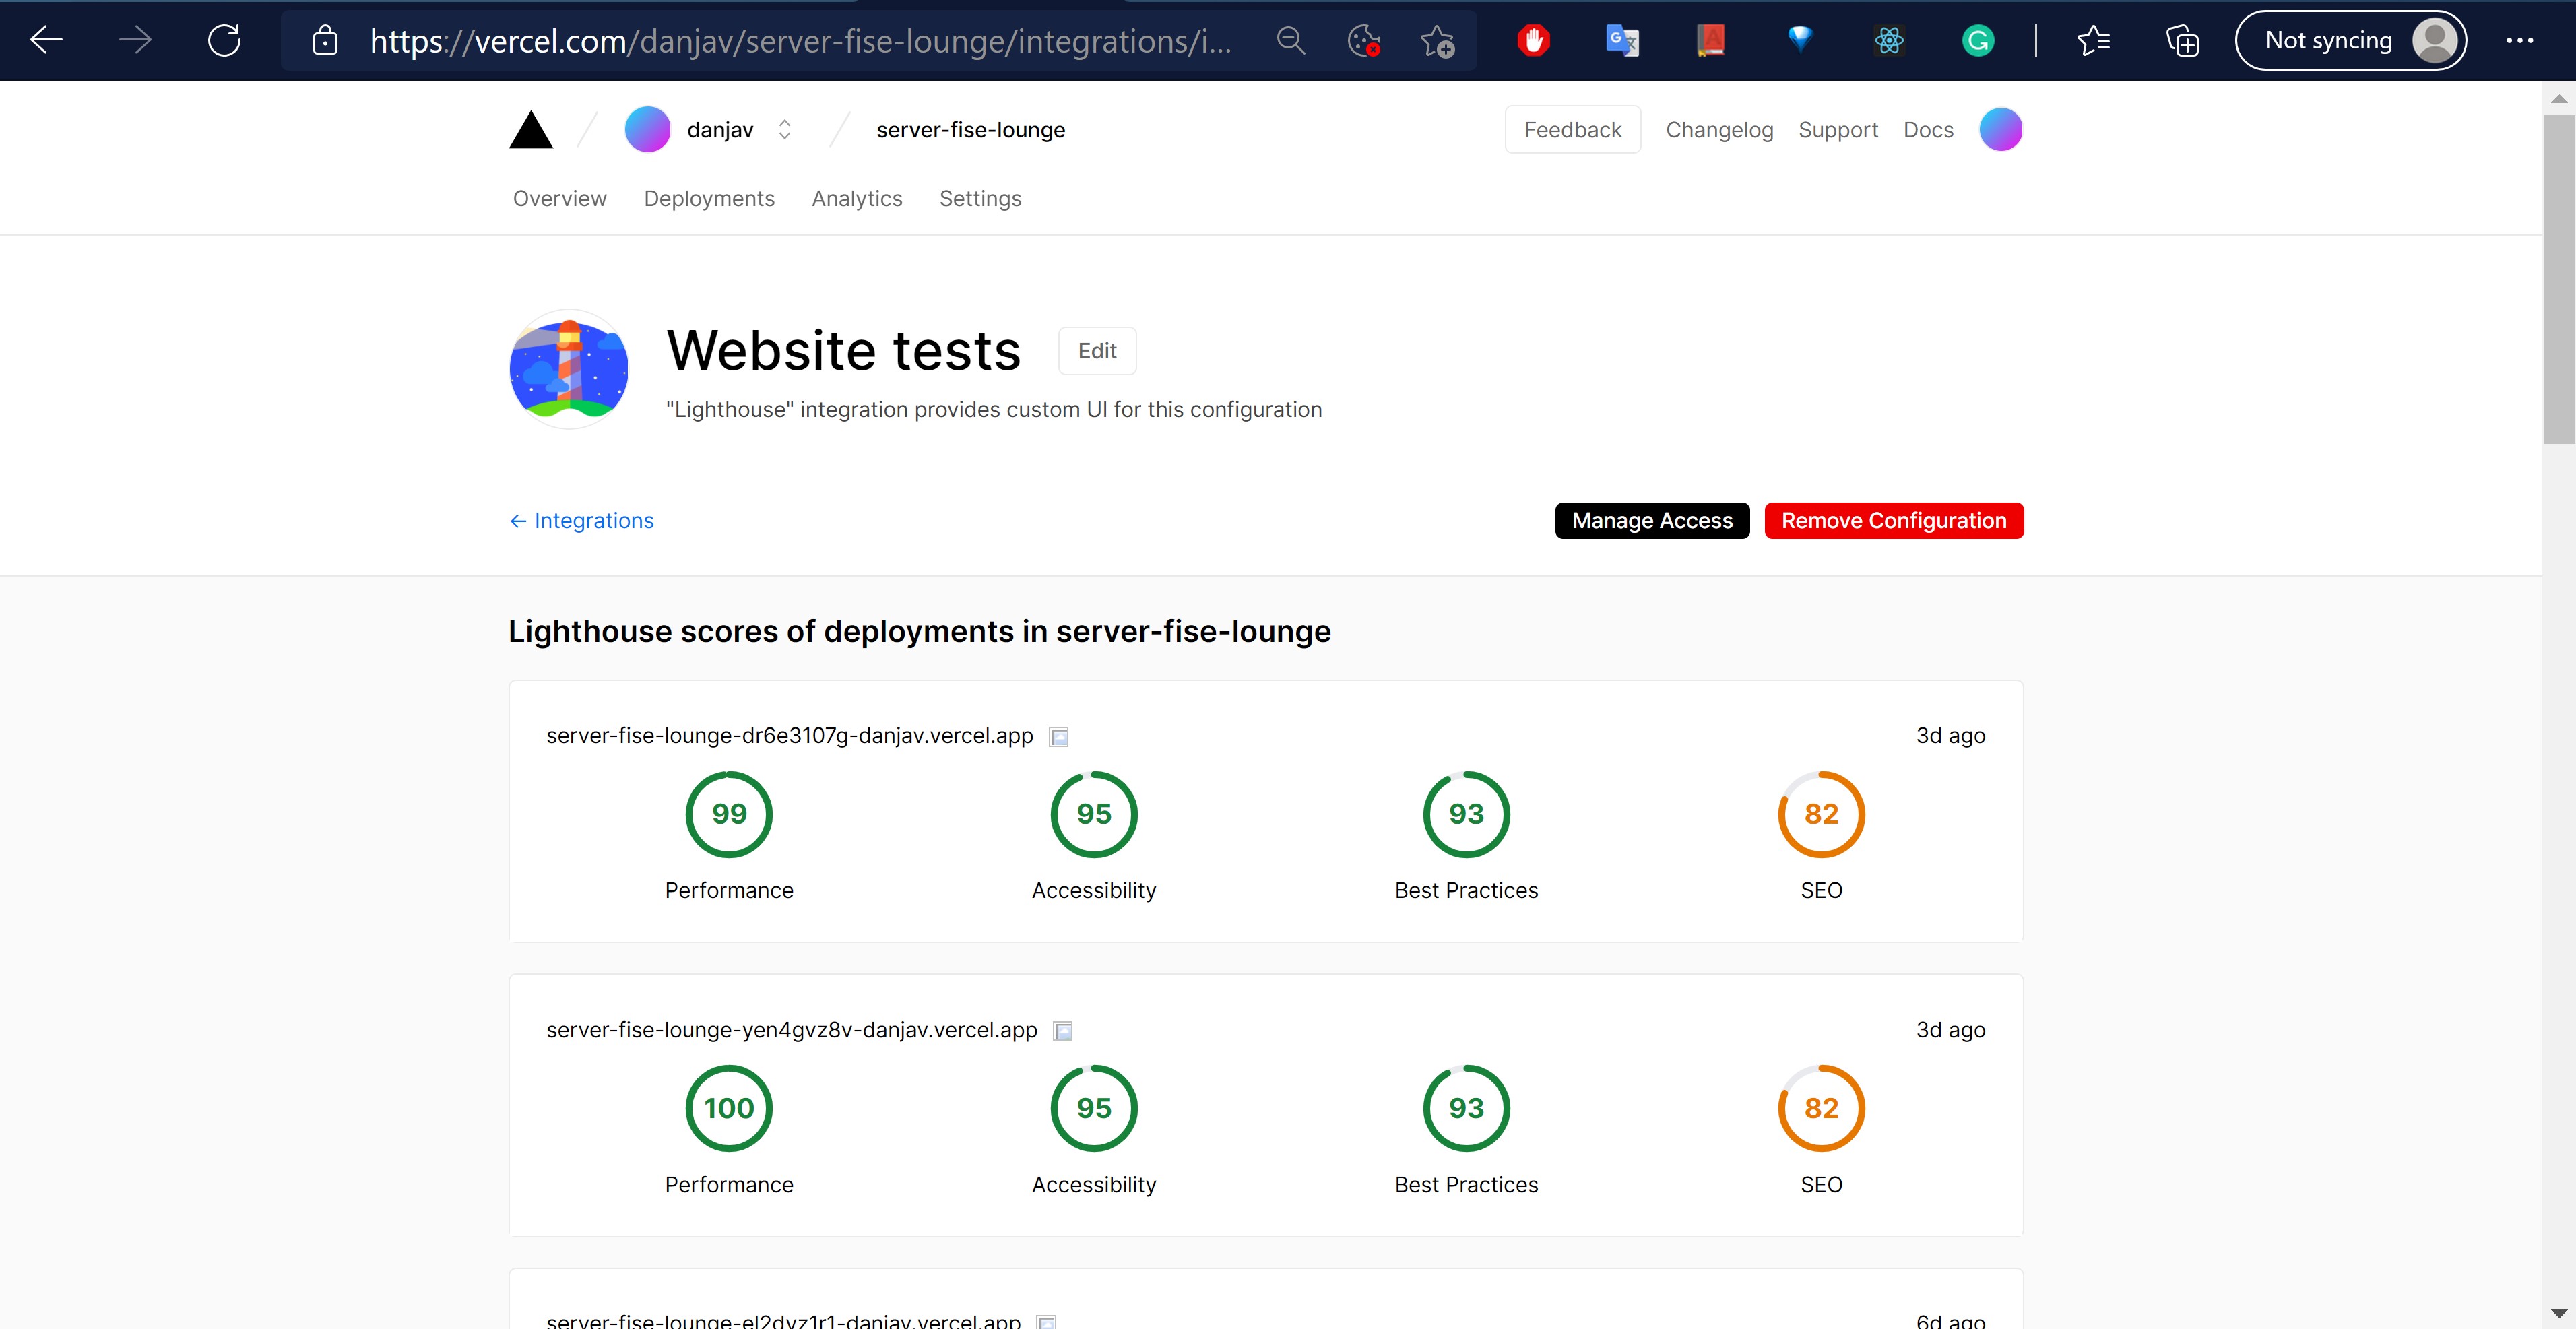 https://vercel.com/danjav/server-fise-lounge/integrations/i...
Not syncing
danjav
server-fise-lounge
Feedback
Changelog
Support
Docs
Overview
Deployments
Analytics
Settings
Website tests
Edit
"Lighthouse" integration provides custom UI for this configuration
← Integrations
Manage Access
Remove Configuration
Lighthouse scores of deployments in server-fise-lounge
server-fise-lounge-dr6e3107g-danjav.vercel.app
3d ago
99
95
93
82
Performance
Accessibility
Best Practices
SEO
server-fise-lounge-yen4gvz8v-danjav.vercel.app
3d ago
100
95
93
82
Performance
Accessibility
Best Practices
SEO
server-fise-lounge-el2dvz1r1-danjav.vercel.app
6d ago